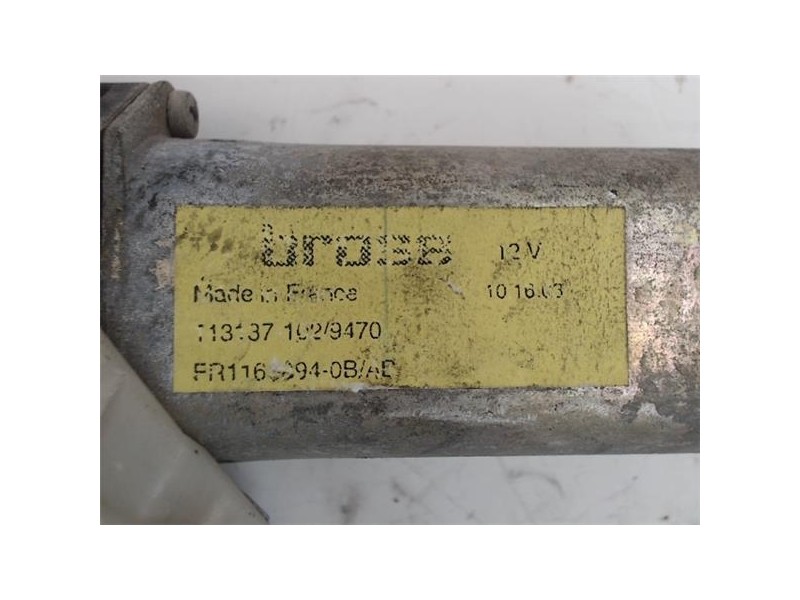 brose 12 V
Made in France 10 16.03
113137 102/9470